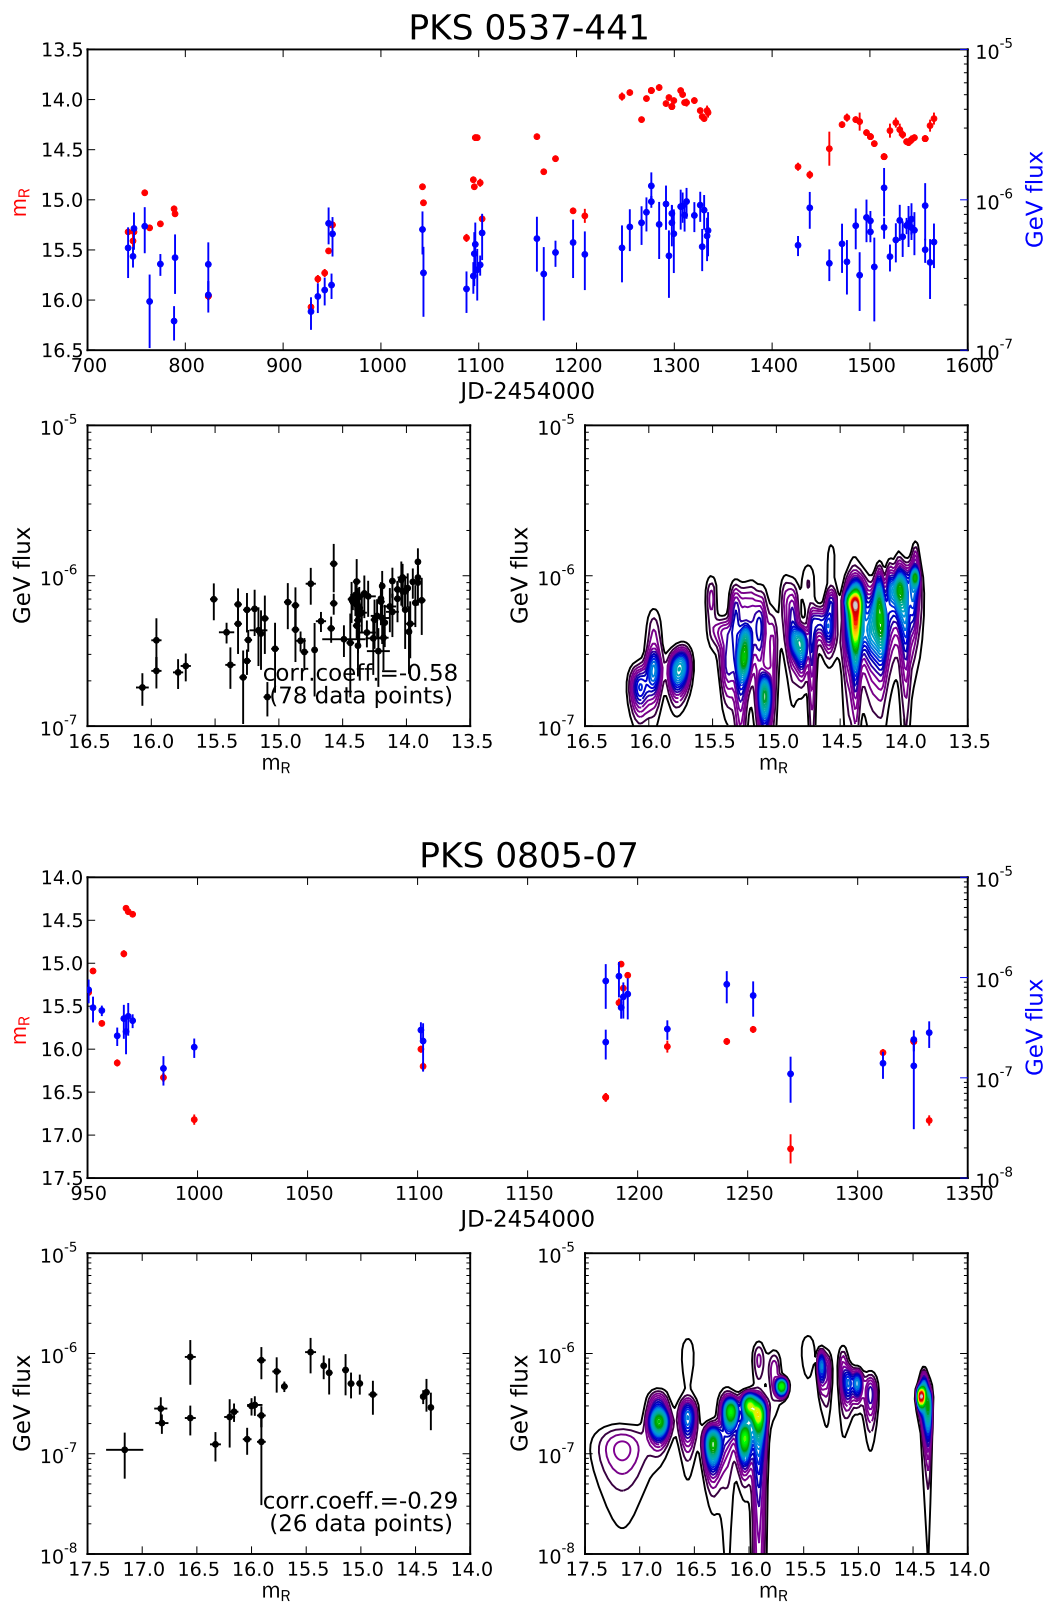 PKS 0537-441
13.5
14.0
14.5
15.0
15.5
16.0
16.5
m_R
10^-5
10^-6
10^-7
GeV flux
700 800 900 1000 1100 1200 1300 1400 1500 1600
JD-2454000
10^-5
10^-6
10^-7
GeV flux
corr.coeff.=-0.58
(78 data points)
16.5 16.0 15.5 15.0 14.5 14.0 13.5
m_R
10^-5
10^-6
10^-7
GeV flux
16.5 16.0 15.5 15.0 14.5 14.0 13.5
m_R
PKS 0805-07
14.0
14.5
15.0
15.5
16.0
16.5
17.0
17.5
m_R
10^-5
10^-6
10^-7
10^-8
GeV flux
950 1000 1050 1100 1150 1200 1250 1300 1350
JD-2454000
10^-5
10^-6
10^-7
10^-8
GeV flux
corr.coeff.=-0.29
(26 data points)
17.5 17.0 16.5 16.0 15.5 15.0 14.5 14.0
m_R
10^-5
10^-6
10^-7
10^-8
GeV flux
17.5 17.0 16.5 16.0 15.5 15.0 14.5 14.0
m_R